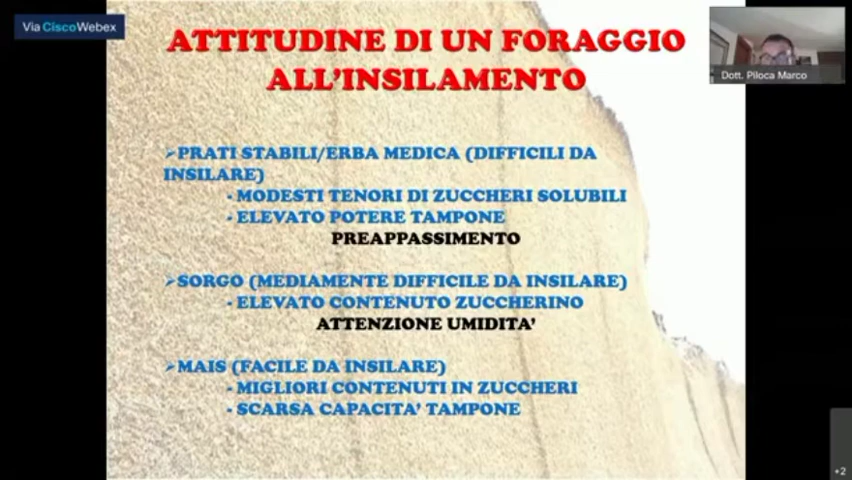 Via CiscoWebex
ATTITUDINE DI UN FORAGGIO
ALL'INSILAMENTO
Dott. Piloca Marco
➢PRATI STABILI/ERBA MEDICA (DIFFICILI DA
INSILARE)
- MODESTI TENORI DI ZUCCHERI SOLUBILI
- ELEVATO POTERE TAMPONE
PREAPPASSIMENTO
➢SORGO (MEDIAMENTE DIFFICILE DA INSILARE)
- ELEVATO CONTENUTO ZUCCHERINO
ATTENZIONE UMIDITA'
➢MAIS (FACILE DA INSILARE)
- MIGLIORI CONTENUTI IN ZUCCHERI
- SCARSA CAPACITA' TAMPONE
+2